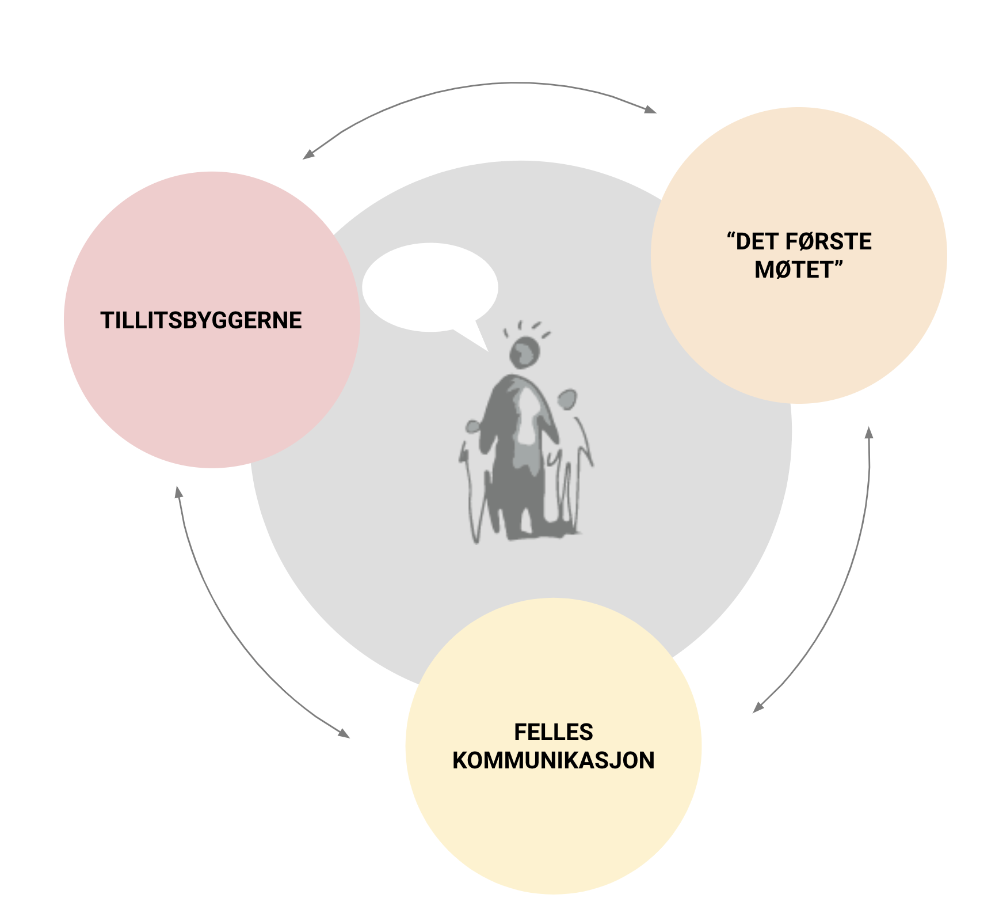 “DET FØRSTE
MØTET”
TILLITSBYGGERNE
FELLES
KOMMUNIKASJON